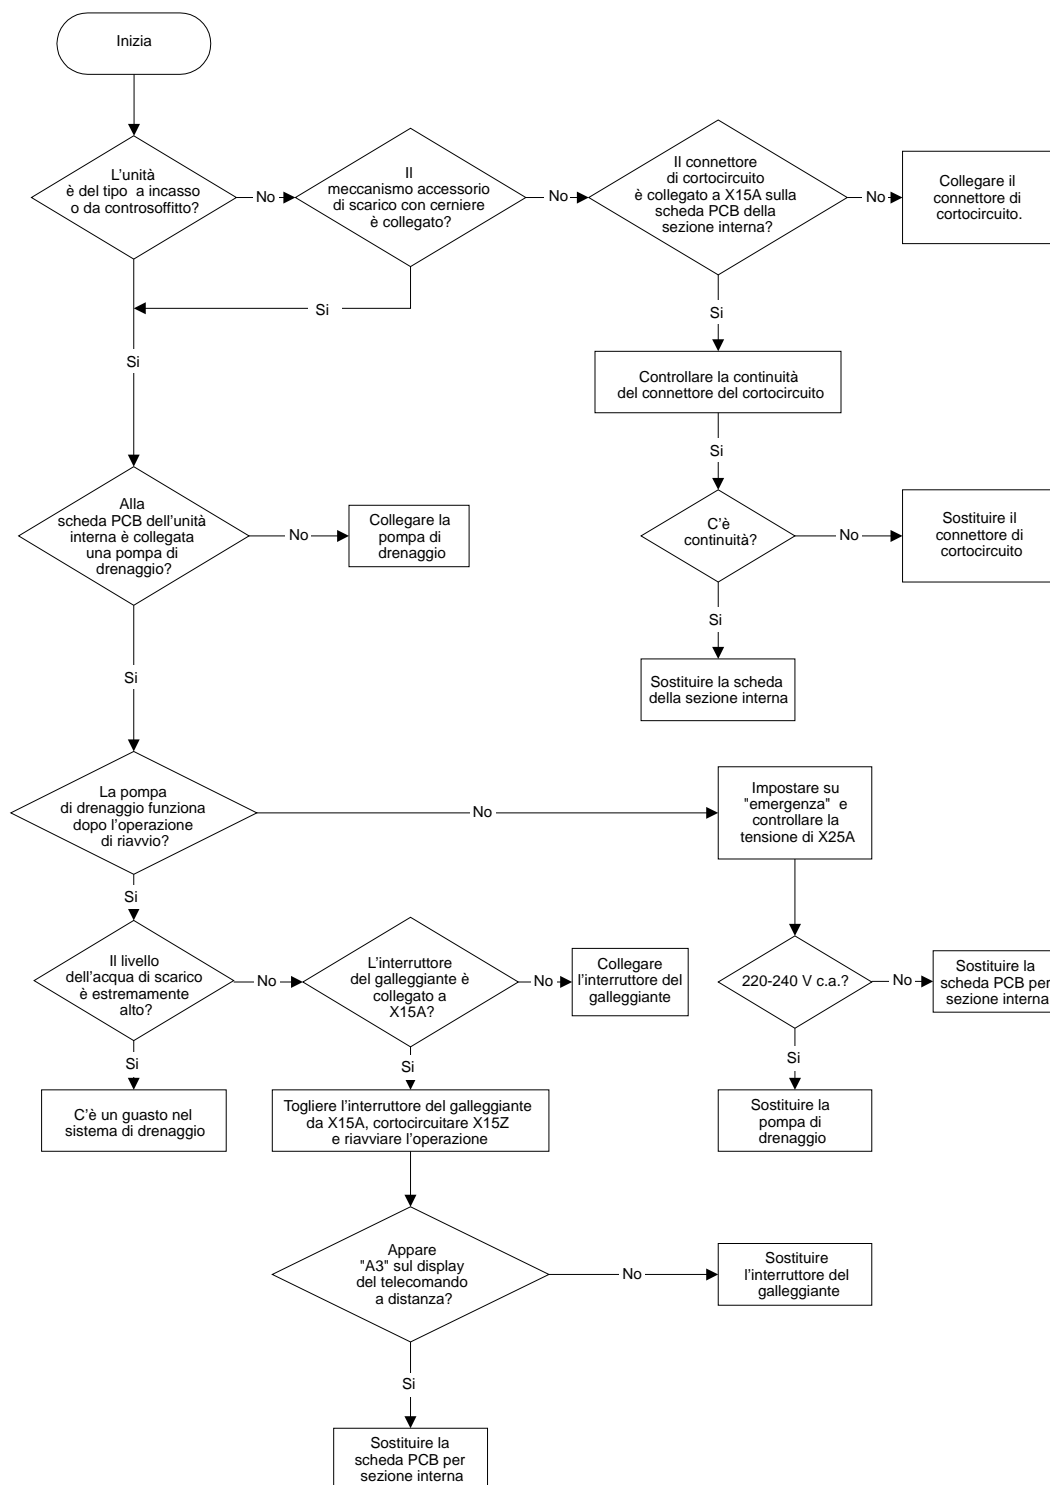 Inizia
L'unità
è del tipo a incasso
o da controsoffitto?
No
Il
meccanismo accessorio
di scarico con cerniere
è collegato?
No
Il connettore
di cortocircuito
è collegato a X15A sulla
scheda PCB della
sezione interna?
No
Collegare il
connettore di
cortocircuito.
Si
Si
Si
Controllare la continuità
del connettore del cortocircuito
Si
Alla
scheda PCB dell'unità
interna è collegata
una pompa di
drenaggio?
No
Collegare la
pompa di
drenaggio
C'è
continuità?
No
Sostituire il
connettore di
cortocircuito
Si
Si
Sostituire la scheda
della sezione interna
La pompa
di drenaggio funziona
dopo l'operazione
di riavvio?
No
Impostare su
"emergenza" e
controllare la
tensione di X25A
Si
Il livello
dell'acqua di scarico
è estremamente
alto?
No
L'interruttore
del galleggiante è
collegato a
X15A?
No
Collegare
l'interruttore del
galleggiante
220-240 V c.a.?
No
Sostituire la
scheda PCB per
sezione interna
Si
Si
Si
C'è un guasto nel
sistema di drenaggio
Togliere l'interruttore del galleggiante
da X15A, cortocircuitare X15Z
e riavviare l'operazione
Sostituire la
pompa di
drenaggio
Appare
"A3" sul display
del telecomando
a distanza?
No
Sostituire
l'interruttore del
galleggiante
Si
Sostituire la
scheda PCB per
sezione interna